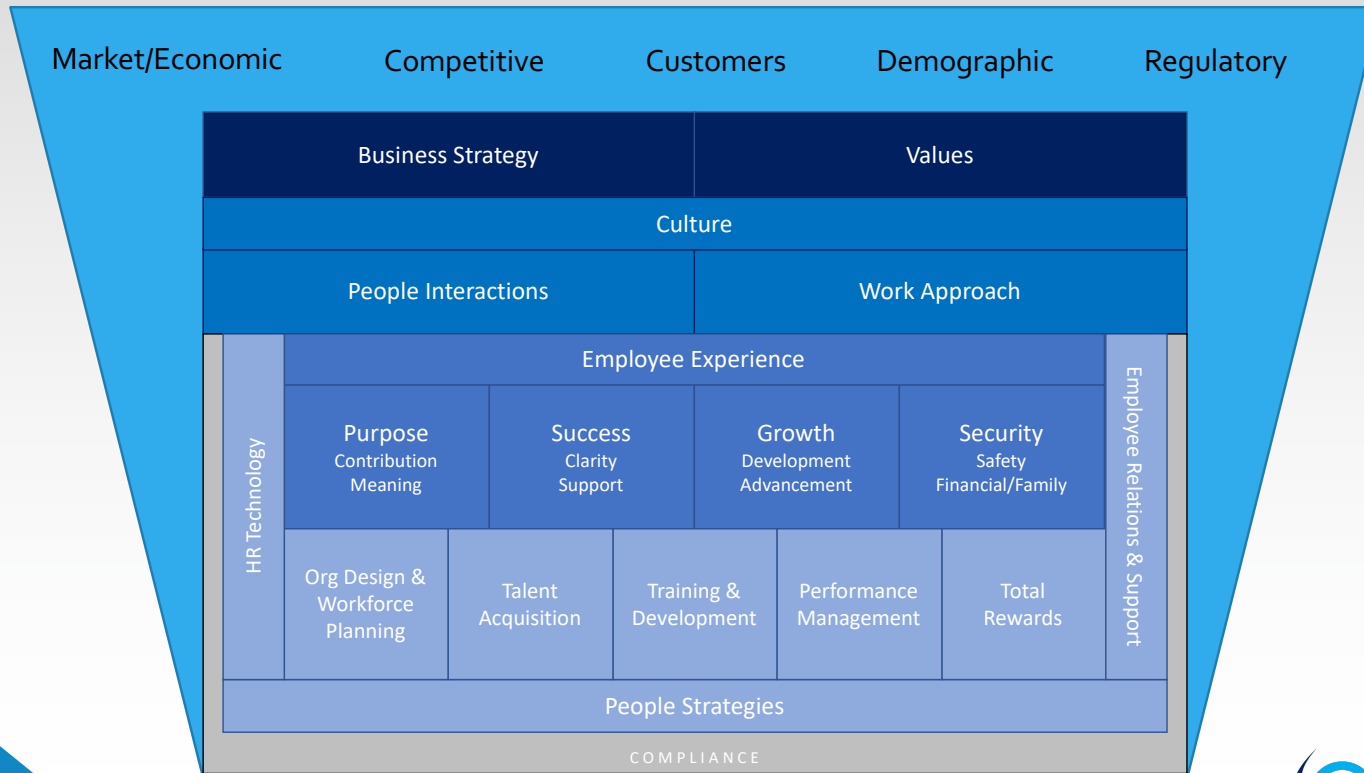 Market/Economic Competitive Customers Demographic Regulatory
Business Strategy Values
Culture
People Interactions Work Approach
HR Technology
Employee Experience
Purpose
Contribution
Meaning
Success
Clarity
Support
Growth
Development
Advancement
Security
Safety
Financial/Family
Employee Relations & Support
Org Design &
Workforce
Planning
Talent
Acquisition
Training &
Development
Performance
Management
Total
Rewards
People Strategies
COMPLIANCE